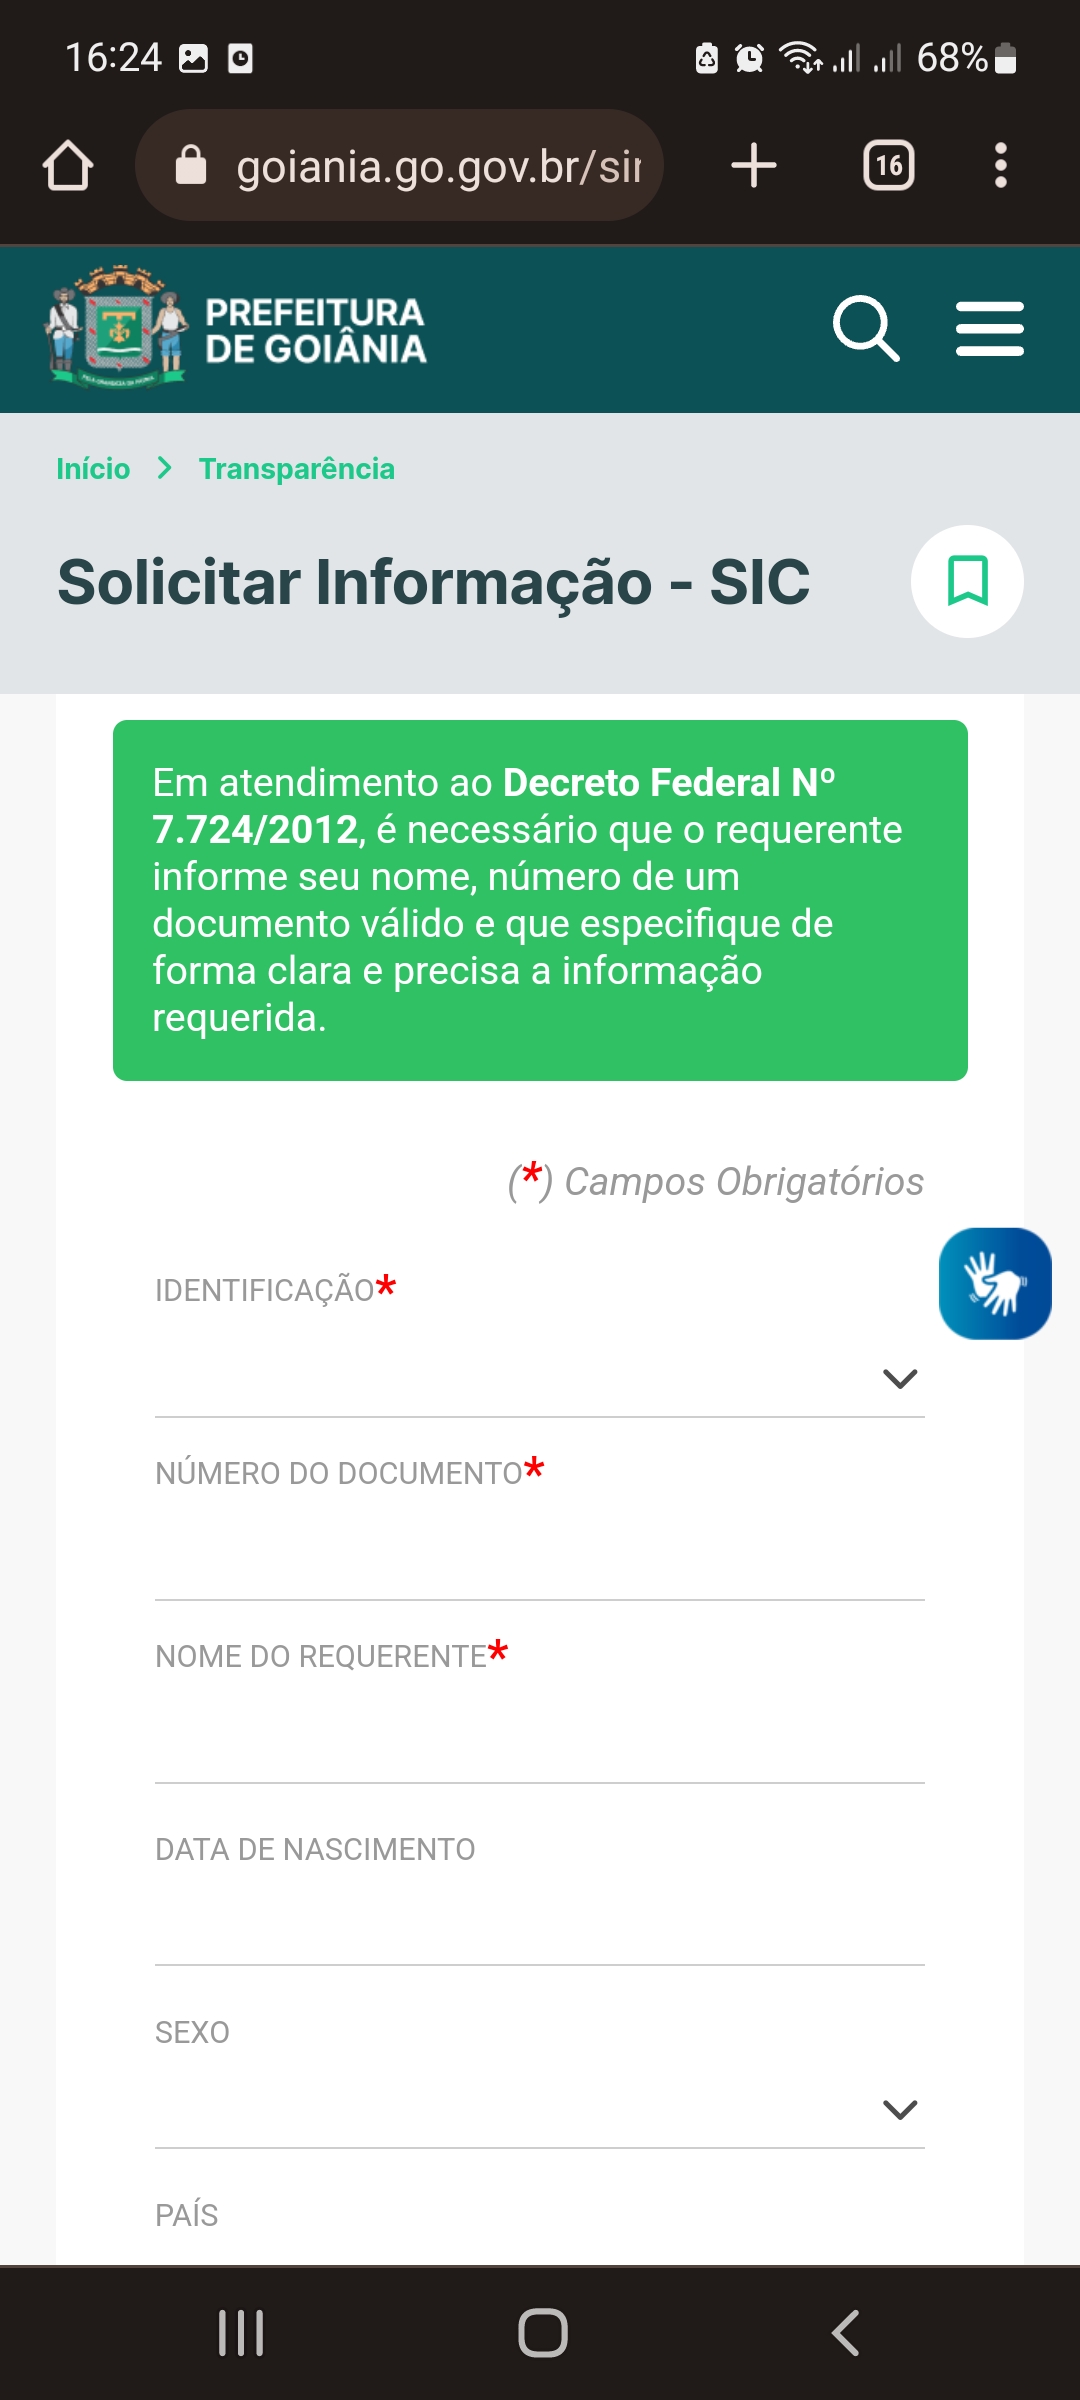 16:24
68%
goiania.go.gov.br/sir
16
PREFEITURA
DE GOIÂNIA
Início > Transparência
Solicitar Informação - SIC
Em atendimento ao Decreto Federal Nº
7.724/2012, é necessário que o requerente
informe seu nome, número de um
documento válido e que especifique de
forma clara e precisa a informação
requerida.
(*) Campos Obrigatórios
IDENTIFICAÇÃO*
NÚMERO DO DOCUMENTO*
NOME DO REQUERENTE*
DATA DE NASCIMENTO
SEXO
PAÍS